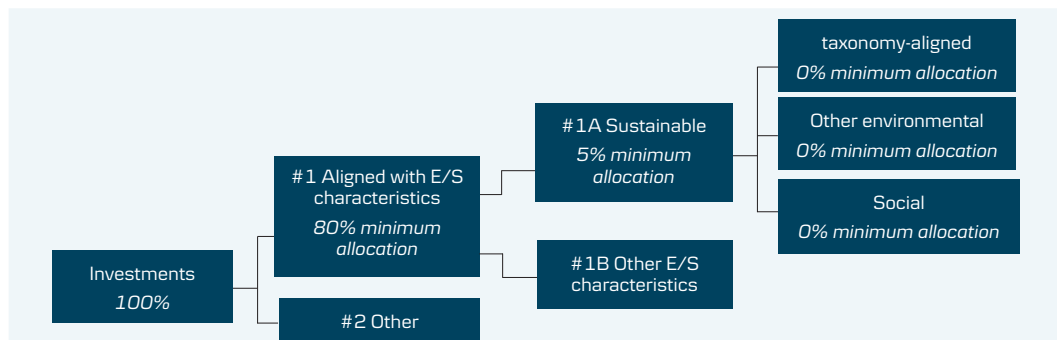 Investments
100%
#1 Aligned with E/S
characteristics
80% minimum
allocation
#2 Other
#1A Sustainable
5% minimum
allocation
#1B Other E/S
characteristics
taxonomy-aligned
0% minimum allocation
Other environmental
0% minimum allocation
Social
0% minimum allocation